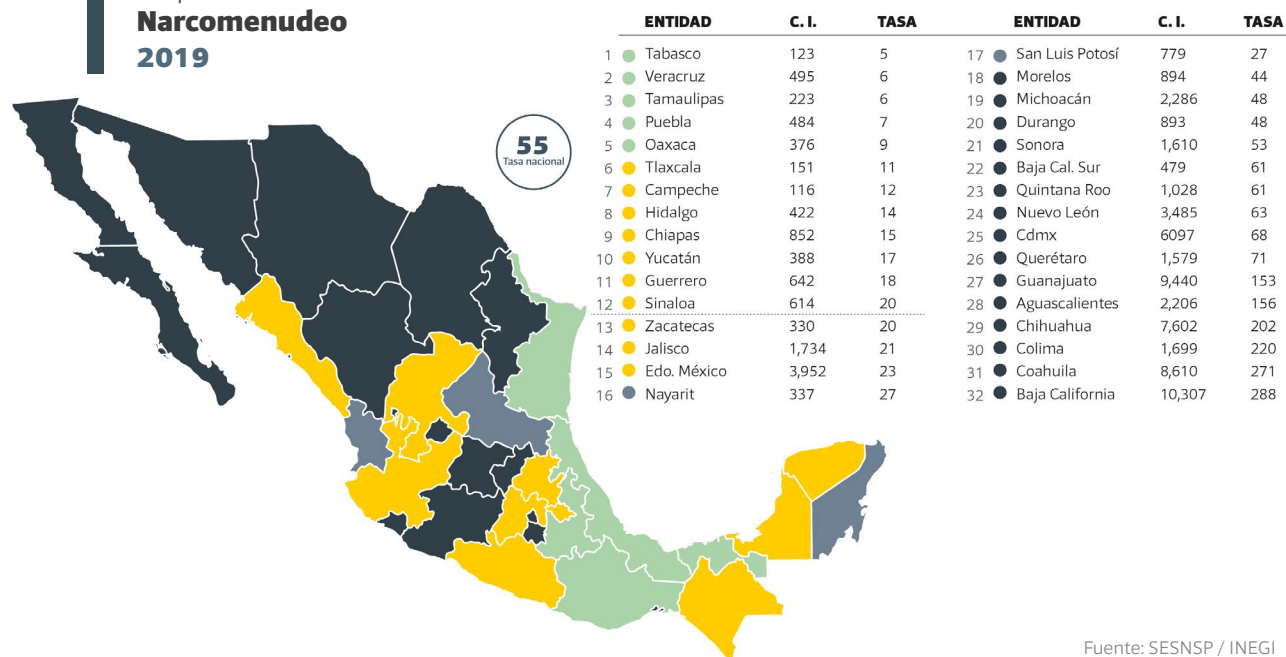 Narcomenudeo
2019
55
Tasa nacional
ENTIDAD C. I. TASA
1 Tabasco 123 5
2 Veracruz 495 6
3 Tamaulipas 223 6
4 Puebla 484 7
5 Oaxaca 376 9
6 Tlaxcala 151 11
7 Campeche 116 12
8 Hidalgo 422 14
9 Chiapas 852 15
10 Yucatán 388 17
11 Guerrero 642 18
12 Sinaloa 614 20
13 Zacatecas 330 20
14 Jalisco 1,734 21
15 Edo. México 3,952 23
16 Nayarit 337 27
ENTIDAD C. I. TASA
17 San Luis Potosí 779 27
18 Morelos 894 44
19 Michoacán 2,286 48
20 Durango 893 48
21 Sonora 1,610 53
22 Baja Cal. Sur 479 61
23 Quintana Roo 1,028 61
24 Nuevo León 3,485 63
25 Cdmx 6097 68
26 Querétaro 1,579 71
27 Guanajuato 9,440 153
28 Aguascalientes 2,206 156
29 Chihuahua 7,602 202
30 Colima 1,699 220
31 Coahuila 8,610 271
32 Baja California 10,307 288
Fuente: SESNSP / INEGI